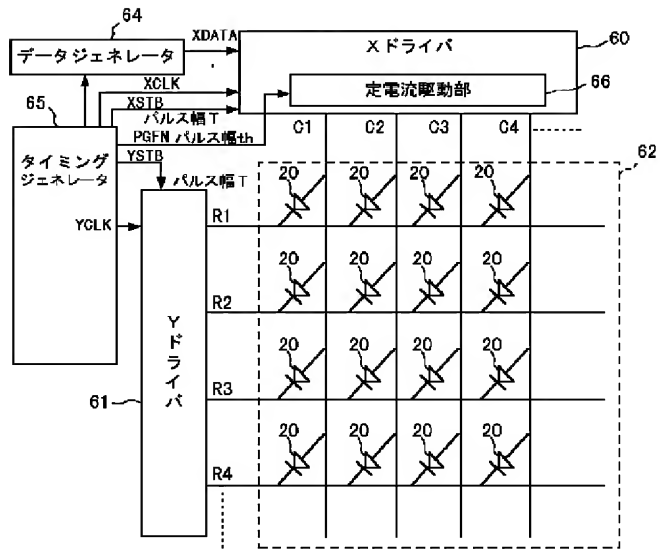 64
データジェネレータ
XDATA
Xドライバ
60
定電流駆動部
66
XCLK
65
XSTB
パルス幅T
PGFN パルス幅th
タイミング
ジェネレータ
YSTB
パルス幅T
YCLK
C1 C2 C3 C4
62
20 20 20 20
R1
20 20 20 20
R2
Yドライバ
61
20 20 20 20
R3
20 20 20 20
R4